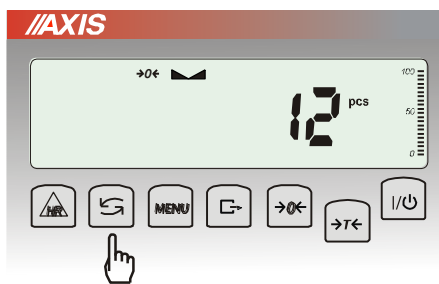 //AXIS
→0← 100
12 pcs 50
0
HR MENU →0← →T← I/⏻